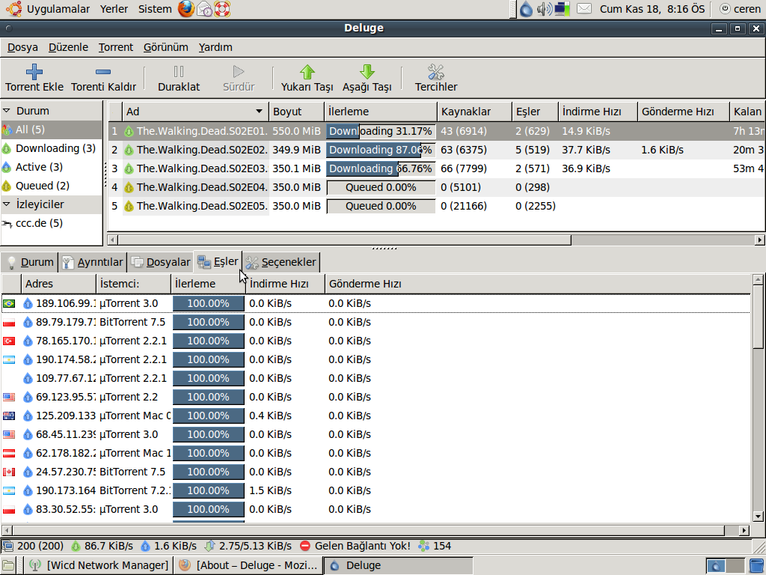 Uygulamalar Yerler Sistem Cum Kas 18, 8:16 ÖS ceren
Deluge
Dosya Düzenle Torrent Görünüm Yardım
Torrent Ekle Torenti Kaldır Duraklat Sürdür Yukarı Taşı Aşağı Taşı Tercihler
Durum Ad Boyut İlerleme Kaynaklar Eşler İndirme Hızı Gönderme Hızı Kalan
All (5) 1 The.Walking.Dead.S02E01. 550.0 MiB Downloading 31.17% 43 (6914) 2 (629) 14.9 KiB/s 7h 13m
Downloading (3) 2 The.Walking.Dead.S02E02. 349.9 MiB Downloading 87.06% 63 (6375) 5 (519) 37.7 KiB/s 1.6 KiB/s 20m 3
Active (3) 3 The.Walking.Dead.S02E03. 350.1 MiB Downloading 66.76% 66 (7799) 2 (571) 36.9 KiB/s 53m 4
Queued (2) 4 The.Walking.Dead.S02E04. 350.0 MiB Queued 0.00% 0 (5101) 0 (298)
İzleyiciler 5 The.Walking.Dead.S02E05. 350.0 MiB Queued 0.00% 0 (21166) 0 (2255)
ccc.de (5)
Durum Ayrıntılar Dosyalar Eşler Seçenekler
Adres İstemci: İlerleme İndirme Hızı Gönderme Hızı
189.106.99.: µTorrent 3.0 100.00% 0.0 KiB/s 0.0 KiB/s
89.79.179.7: BitTorrent 7.5 100.00% 0.0 KiB/s 0.0 KiB/s
78.165.170.: µTorrent 2.2.1 100.00% 0.0 KiB/s 0.0 KiB/s
190.174.58.: µTorrent 2.2.1 100.00% 0.0 KiB/s 0.0 KiB/s
109.77.67.12 µTorrent 2.2.1 100.00% 0.0 KiB/s 0.0 KiB/s
69.123.95.5: µTorrent 2.2 100.00% 0.0 KiB/s 0.0 KiB/s
125.209.133 µTorrent Mac 100.00% 0.4 KiB/s 0.0 KiB/s
68.45.11.239 µTorrent 3.0 100.00% 0.0 KiB/s 0.0 KiB/s
62.178.182.: µTorrent Mac 1 100.00% 0.0 KiB/s 0.0 KiB/s
24.57.230.7: BitTorrent 7.5 100.00% 0.0 KiB/s 0.0 KiB/s
190.173.164 BitTorrent 7.2. 100.00% 1.5 KiB/s 0.0 KiB/s
83.30.52.55: µTorrent 3.0 100.00% 0.0 KiB/s 0.0 KiB/s
200 (200) 86.7 KiB/s 1.6 KiB/s 2.75/5.13 KiB/s Gelen Bağlantı Yok! 154
[Wicd Network Manager] [About – Deluge - Mozi... Deluge